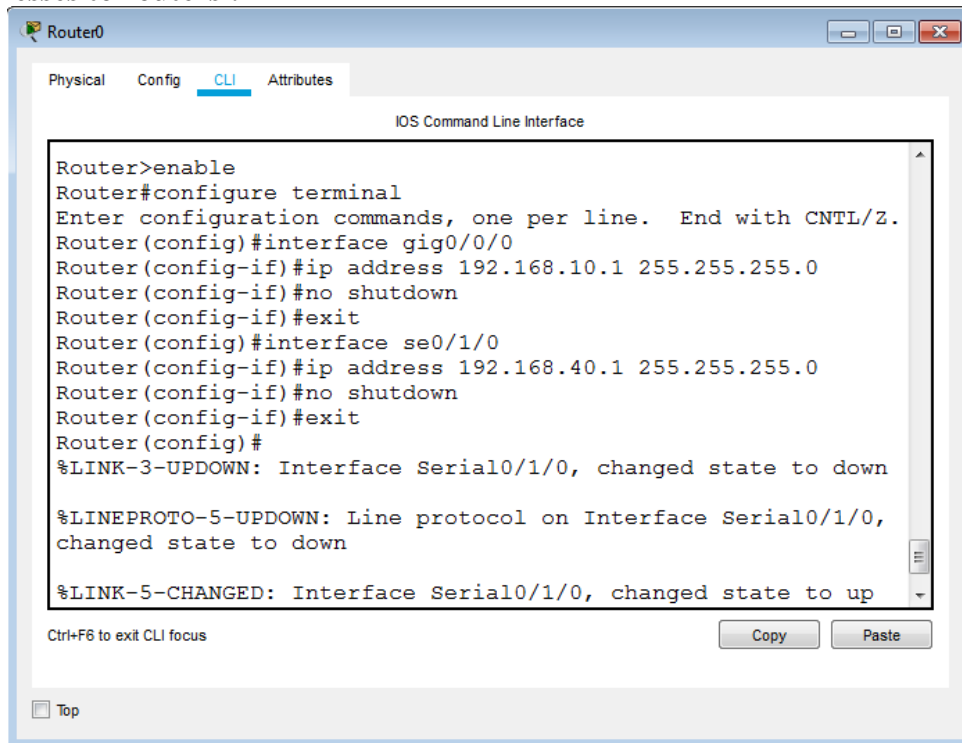 Router0
Physical Config CLI Attributes
IOS Command Line Interface
Router>enable
Router#configure terminal
Enter configuration commands, one per line.  End with CNTL/Z.
Router(config)#interface gig0/0/0
Router(config-if)#ip address 192.168.10.1 255.255.255.0
Router(config-if)#no shutdown
Router(config-if)#exit
Router(config)#interface se0/1/0
Router(config-if)#ip address 192.168.40.1 255.255.255.0
Router(config-if)#no shutdown
Router(config-if)#exit
Router(config)#
%LINK-3-UPDOWN: Interface Serial0/1/0, changed state to down
%LINEPROTO-5-UPDOWN: Line protocol on Interface Serial0/1/0,
changed state to down
%LINK-5-CHANGED: Interface Serial0/1/0, changed state to up
Ctrl+F6 to exit CLI focus
Copy Paste
Top